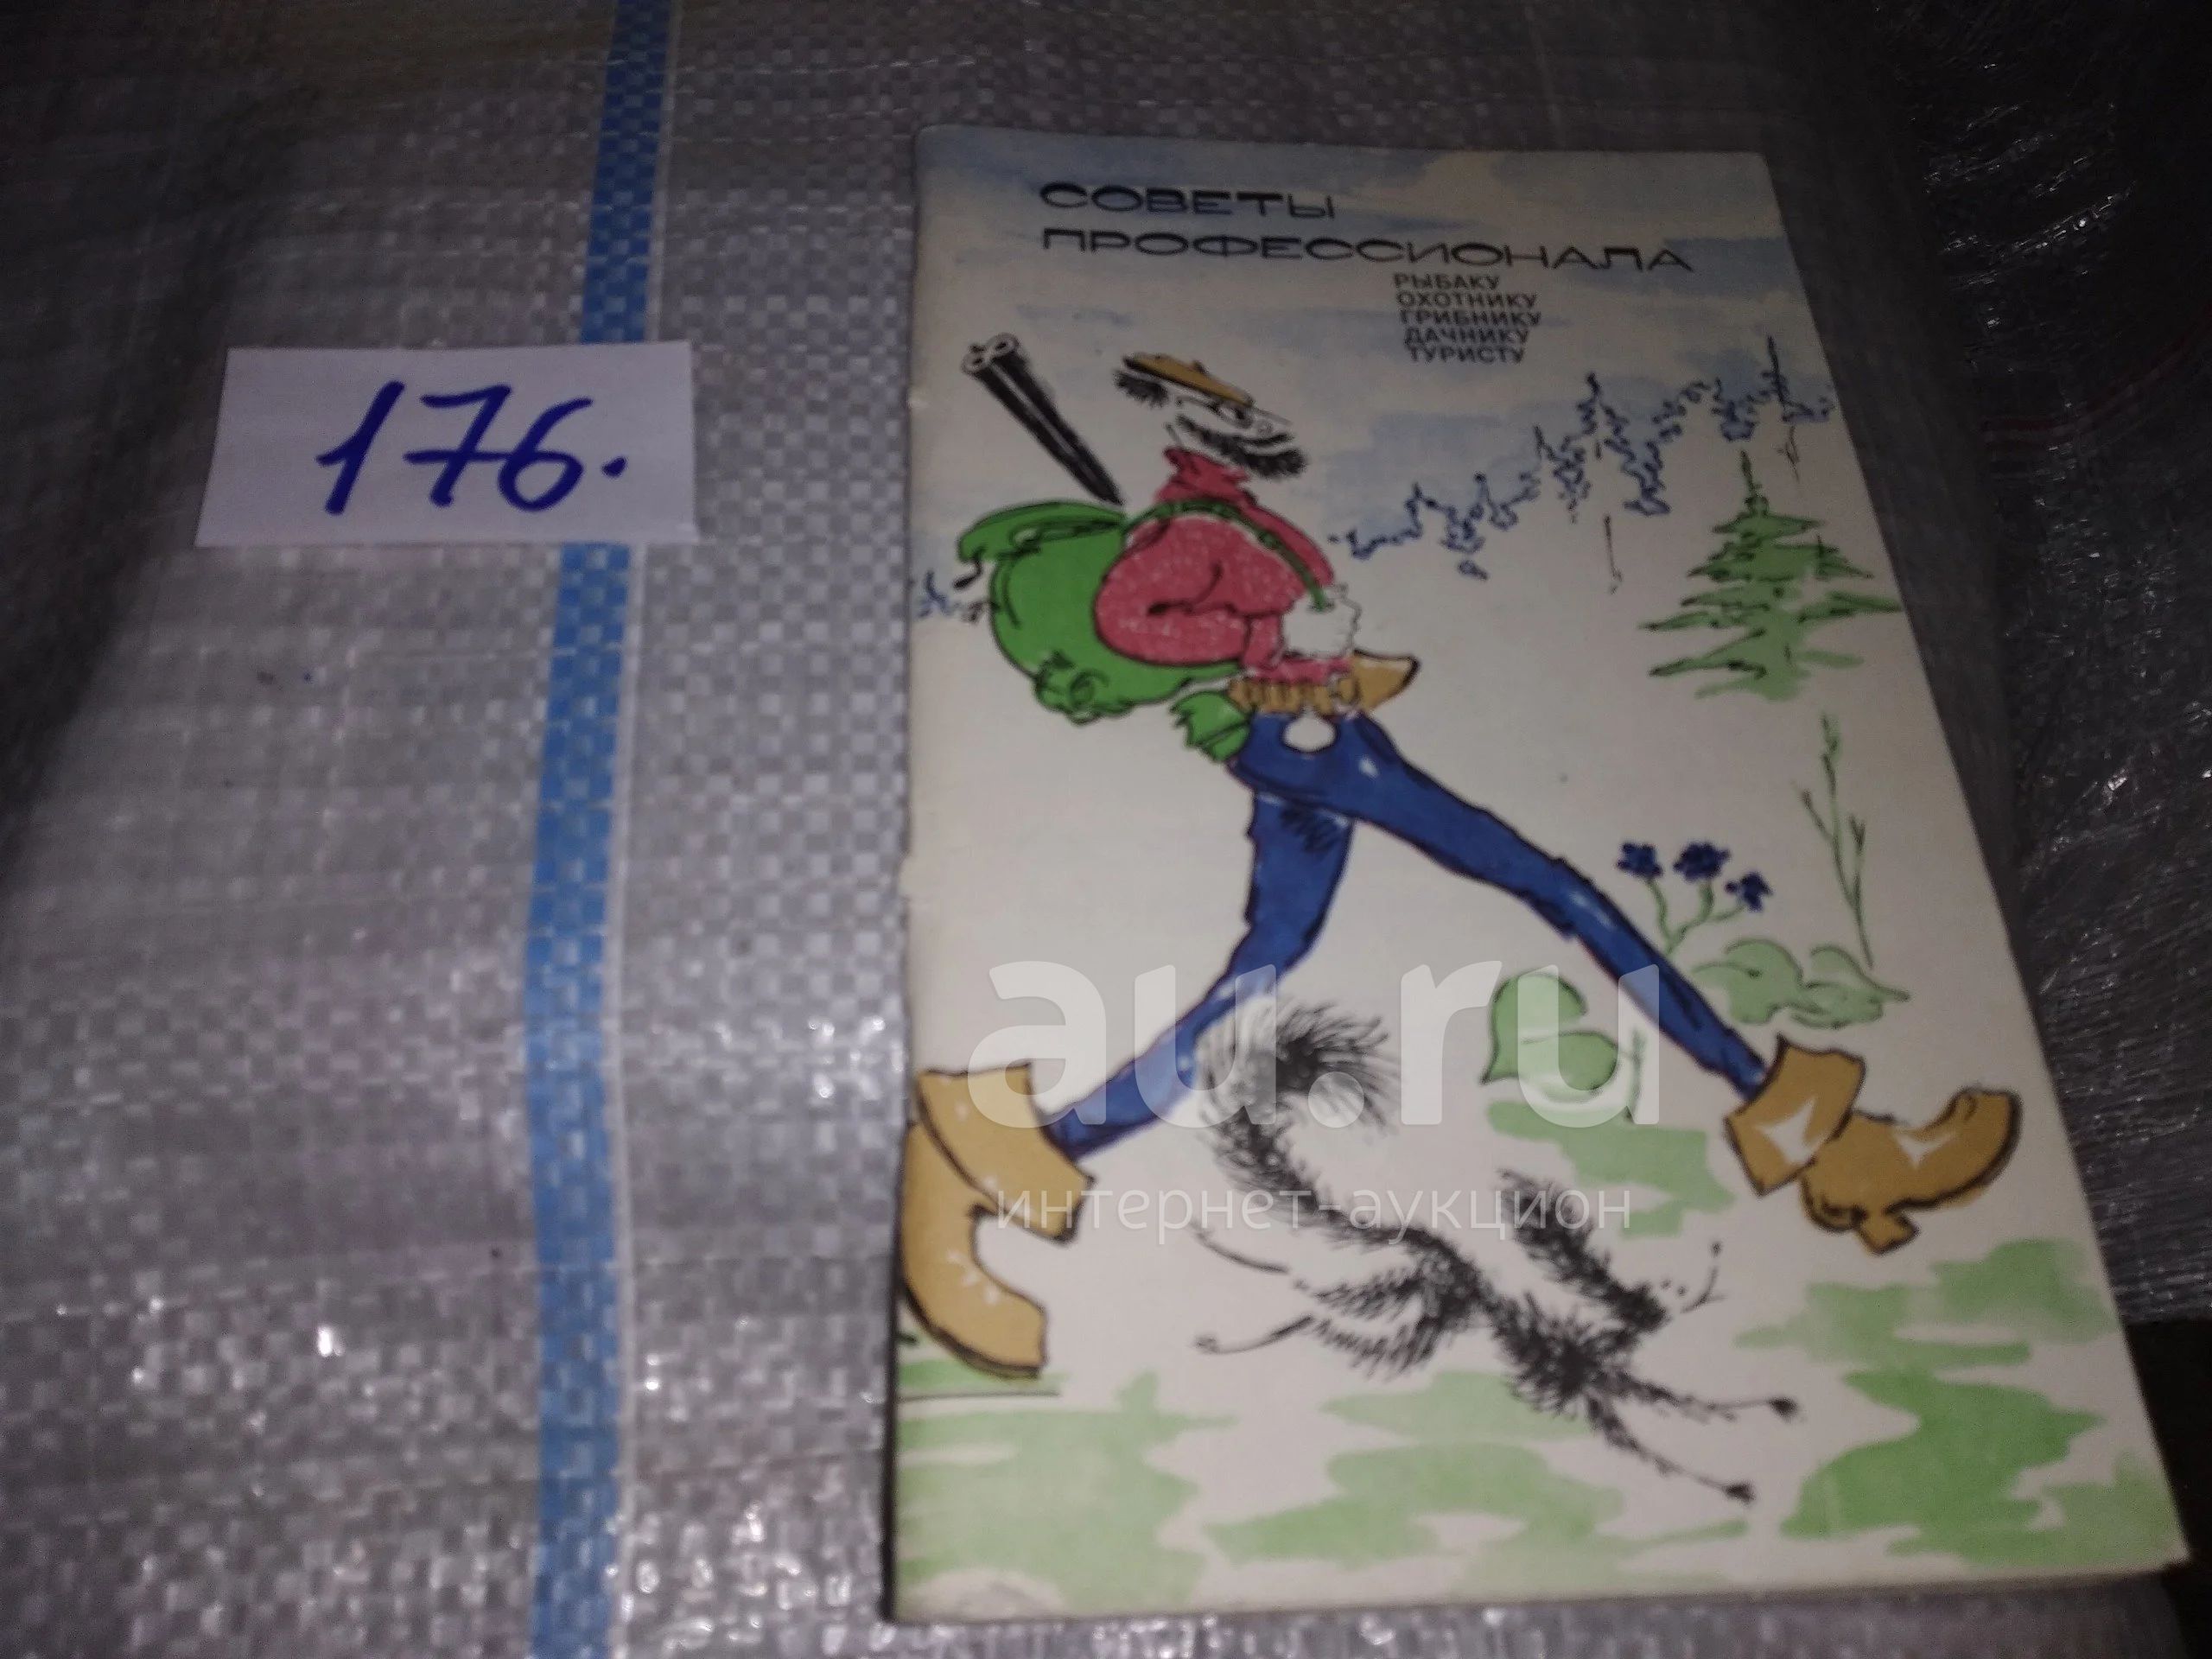 176.
СОВЕТЫ
ПРОФЕССИОНАЛА
РЫБАКУ
ОХОТНИКУ
ГРИБНИКУ
ДАЧНИКУ
ТУРИСТУ
au.ru
интернет-аукцион